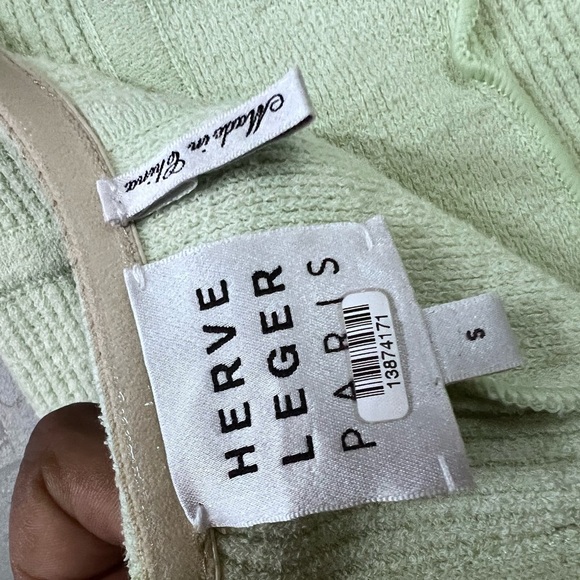 Made in China
HERVE
LEGER
PARIS
13874171
S